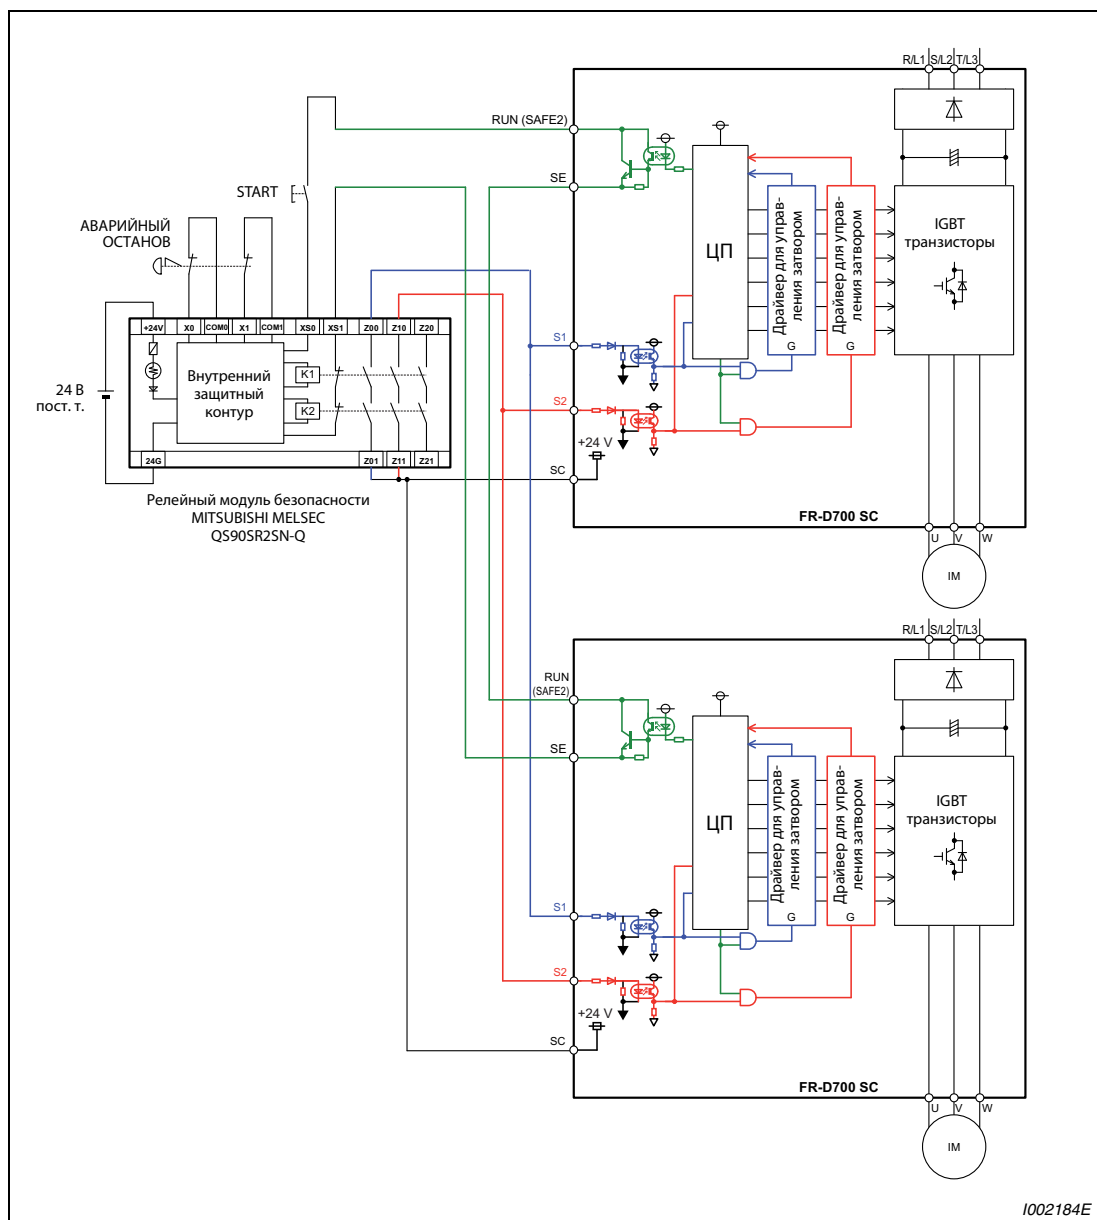 R/L1 S/L2 T/L3
RUN (SAFE2)
SE
START
АВАРИЙНЫЙ
ОСТАНОВ
ЦП
Драйвер для управ-
ления затвором
G
Драйвер для управ-
ления затвором
G
IGBT
транзисторы
+24V X0 COM0 X1 COM1 XS0 XS1 Z00 Z10 Z20
24 В
пост. т.
Внутренний
защитный
контур
K1
K2
24G Z01 Z11 Z21
S1
S2
+24 V
SC
Релейный модуль безопасности
MITSUBISHI MELSEC
QS90SR2SN-Q
FR-D700 SC
U V W
IM
R/L1 S/L2 T/L3
RUN
(SAFE2)
SE
ЦП
Драйвер для управ-
ления затвором
G
Драйвер для управ-
ления затвором
G
IGBT
транзисторы
S1
S2
+24 V
SC
FR-D700 SC
U V W
IM
I002184E